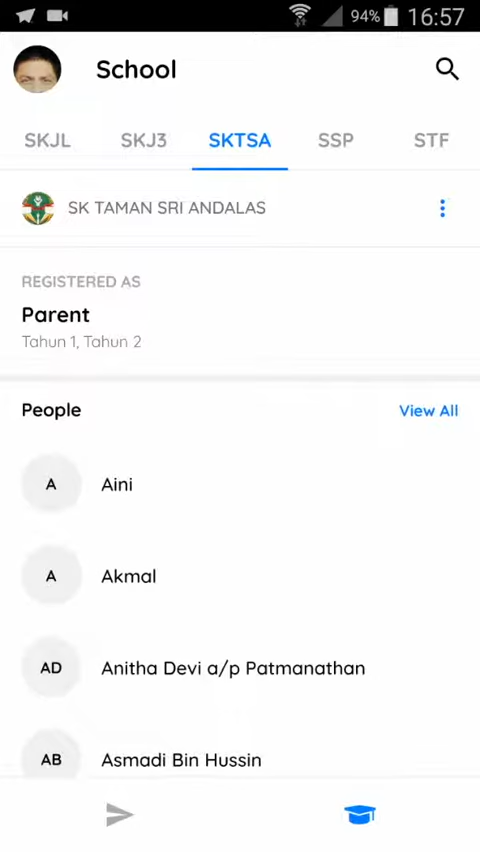 94% 16:57
School
SKJL SKJ3 SKTSA SSP STF
SK TAMAN SRI ANDALAS
REGISTERED AS
Parent
Tahun 1, Tahun 2
People View All
A Aini
A Akmal
AD Anitha Devi a/p Patmanathan
AB Asmadi Bin Hussin